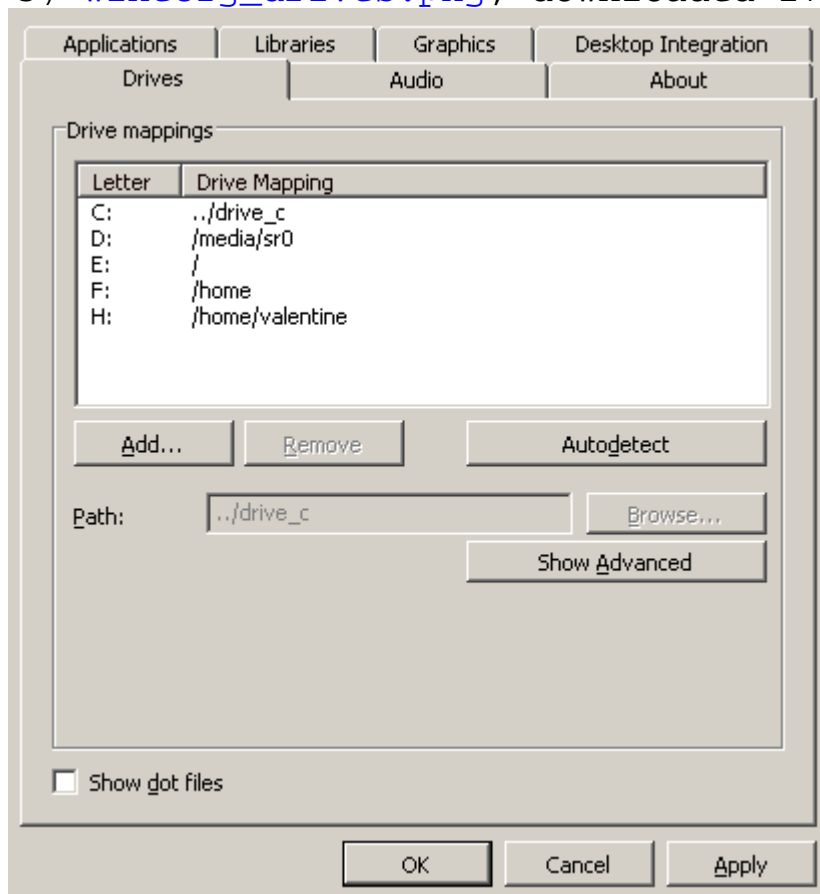 Applications Libraries Graphics Desktop Integration
Drives Audio About
Drive mappings
Letter Drive Mapping
C: ../drive_c
D: /media/sr0
E: /
F: /home
H: /home/valentine
Add... Remove Autodetect
Path: ../drive_c Browse...
Show Advanced
Show dot files
OK Cancel Apply